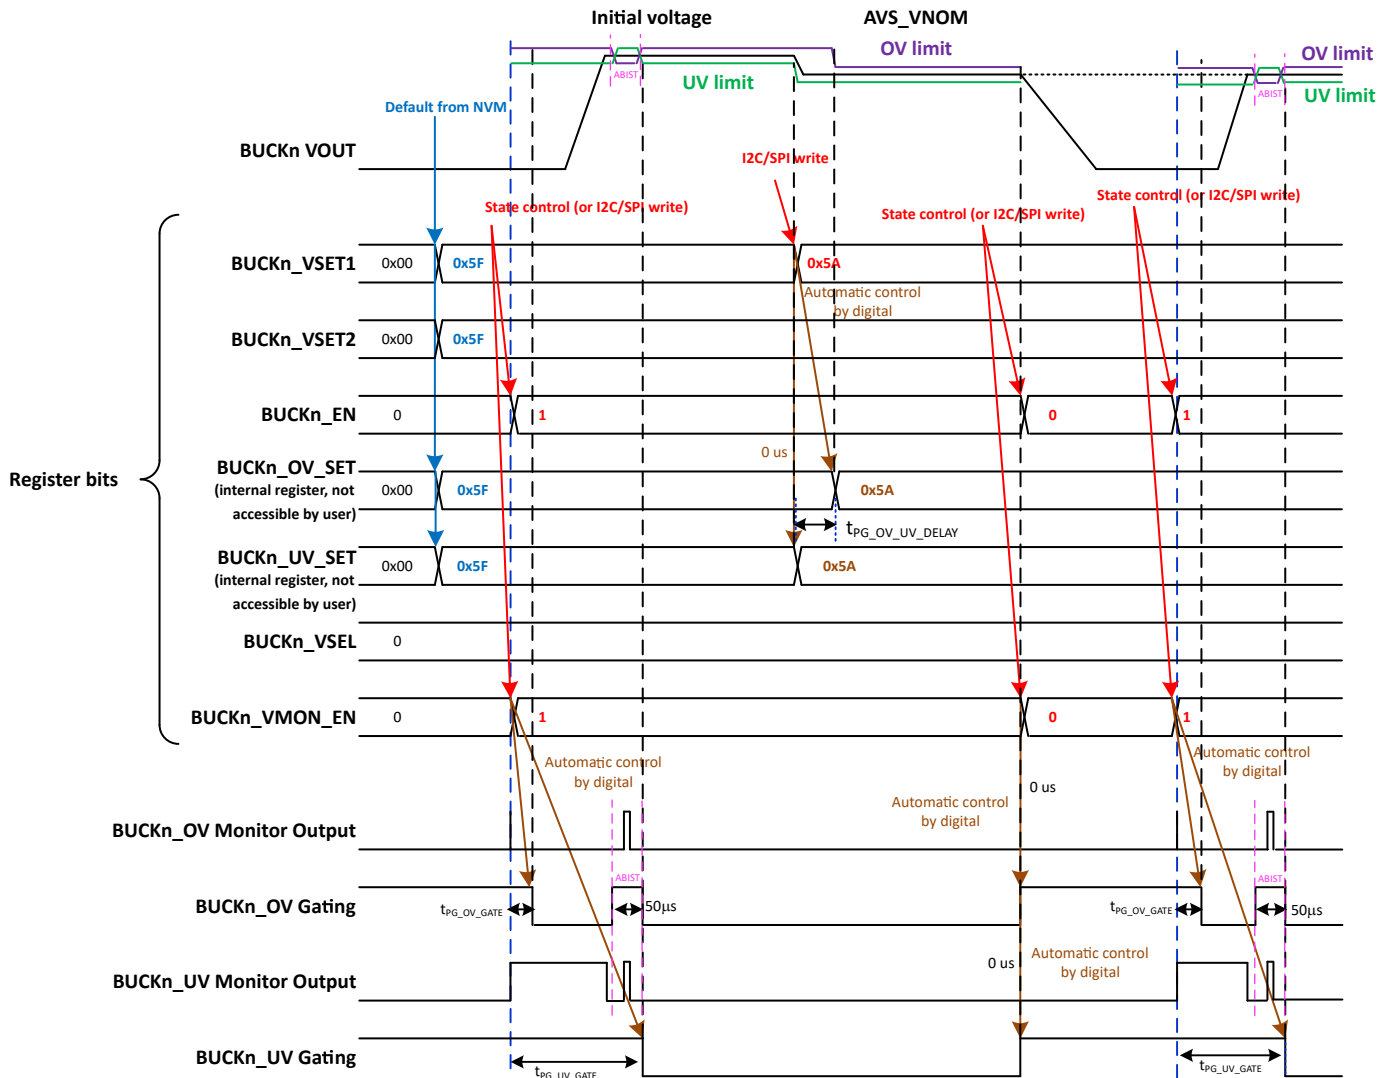 Initial voltage
AVS_VNOM
OV limit
OV limit
ABIST
UV limit
ABIST
UV limit
Default from NVM
BUCKn VOUT
I2C/SPI write
State control (or I2C/SPI write)
State control (or I2C/SPI write)
State control (or I2C/SPI write)
BUCKn_VSET1
0x00
0x5F
0x5A
Automatic control
by digital
BUCKn_VSET2
0x00
0x5F
BUCKn_EN
0
1
0
1
0 us
Register bits
BUCKn_OV_SET
(internal register, not
accessible by user)
0x00
0x5F
0x5A
tPG_OV_UV_DELAY
BUCKn_UV_SET
(internal register, not
accessible by user)
0x00
0x5F
0x5A
BUCKn_VSEL
0
BUCKn_VMON_EN
0
1
0
1
Automatic control
by digital
Automatic control
by digital
0 us
Automatic control
by digital
BUCKn_OV Monitor Output
ABIST
ABIST
BUCKn_OV Gating
tPG_OV_GATE
50µs
tPG_OV_GATE
50µs
0 us
Automatic control
by digital
BUCKn_UV Monitor Output
BUCKn_UV Gating
tPG_UV_GATE
tPG_UV_GATE